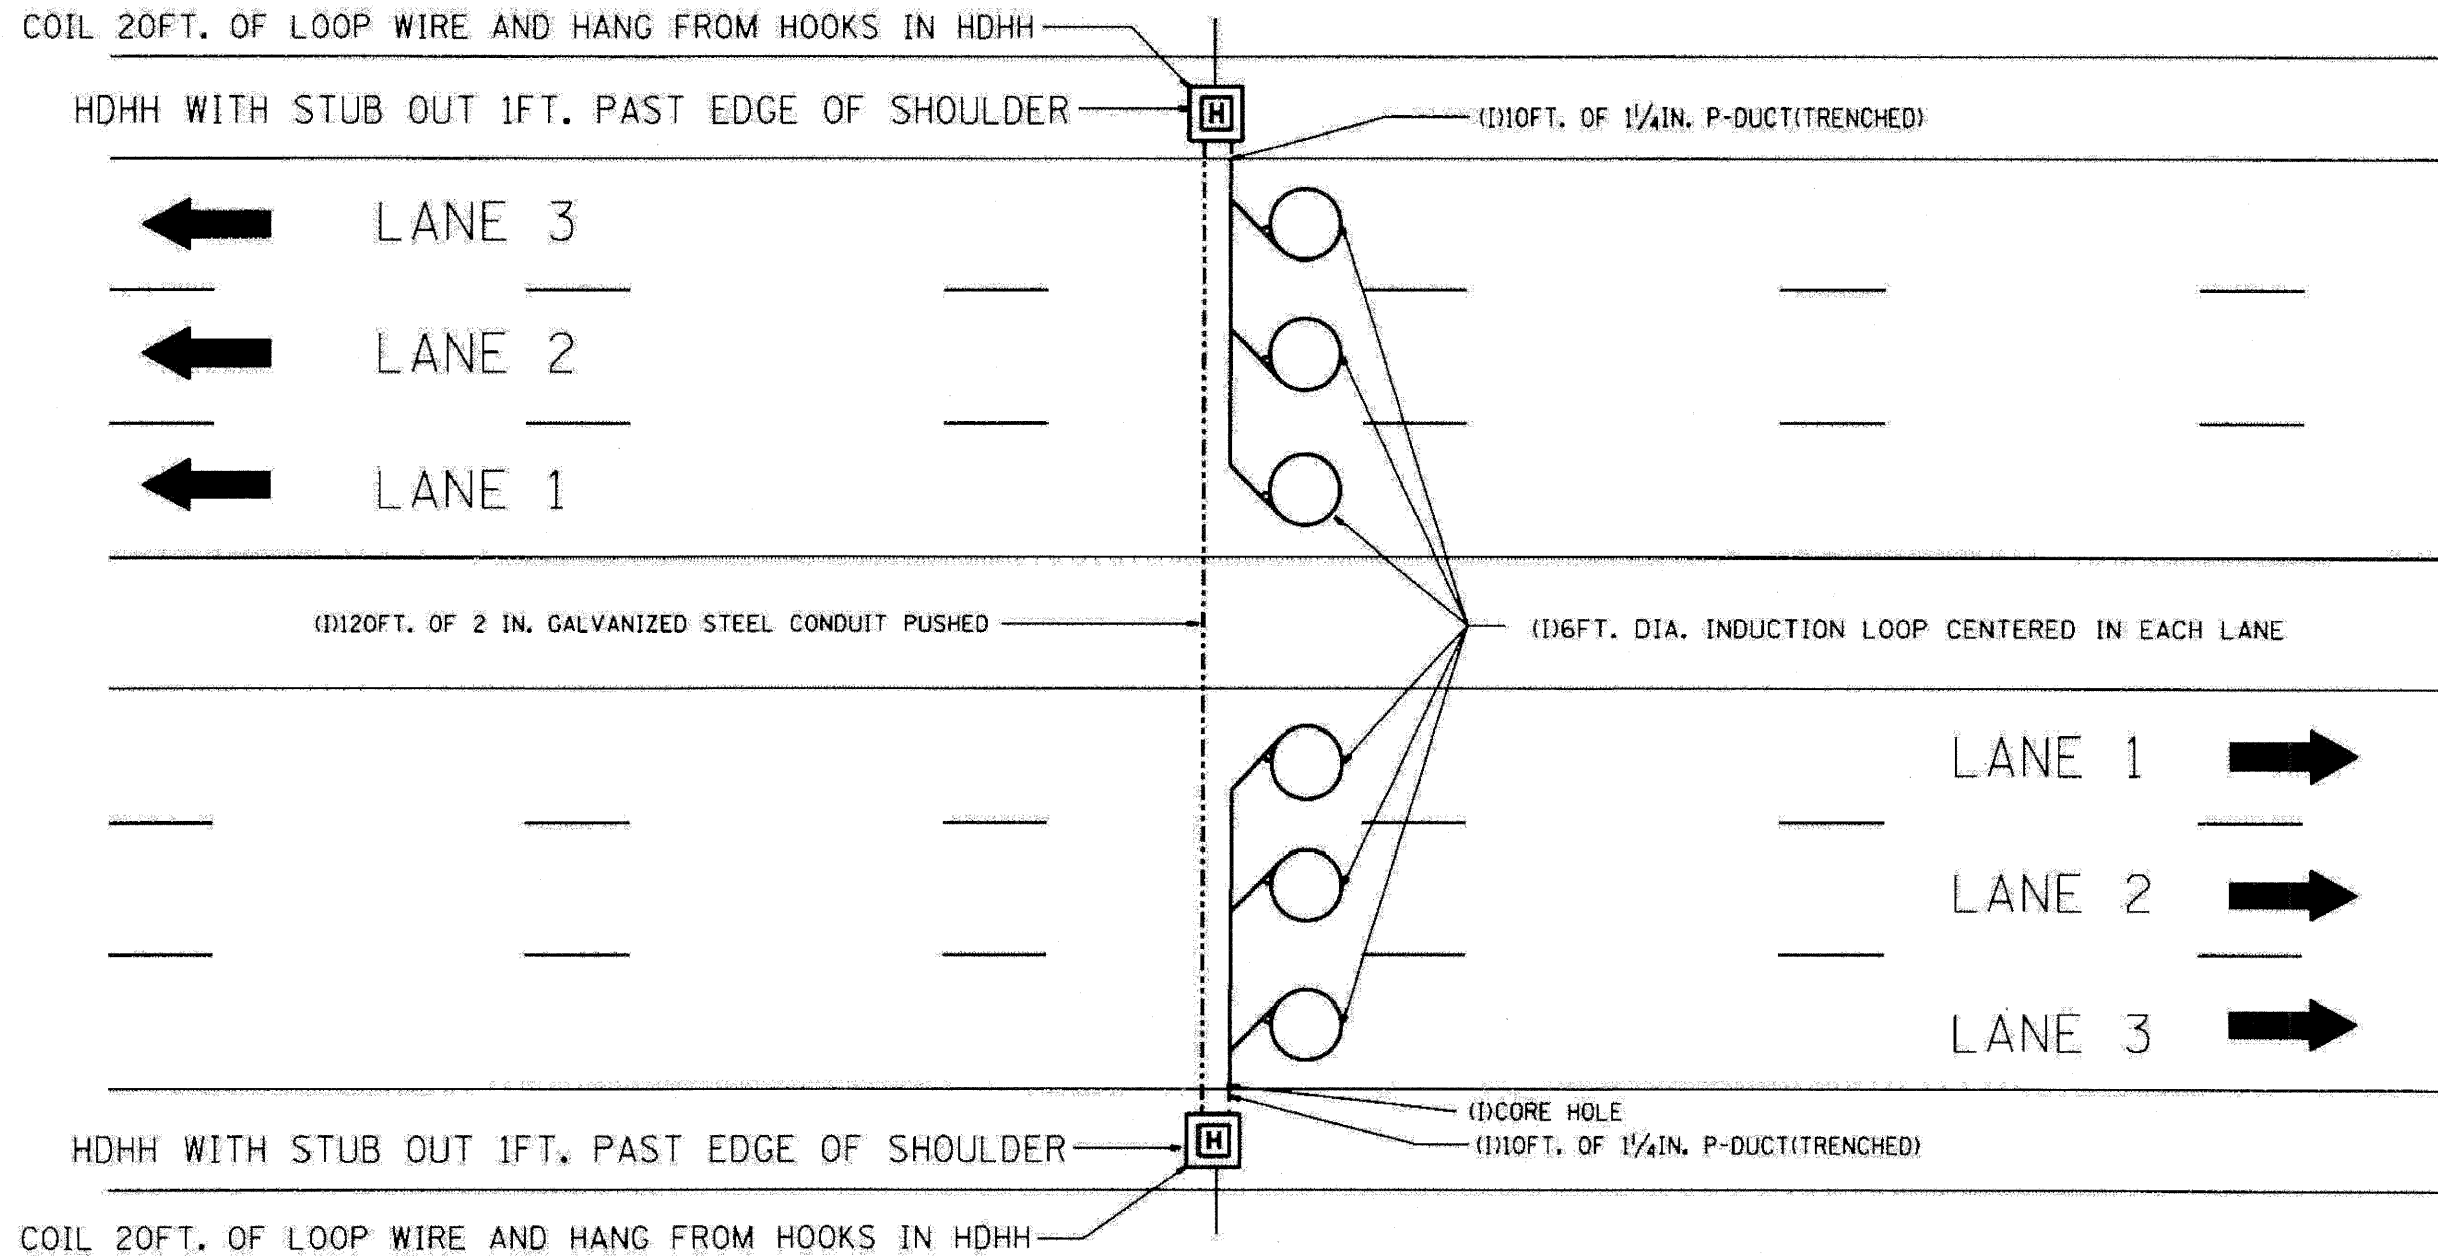 COIL 20FT. OF LOOP WIRE AND HANG FROM HOOKS IN HDHH
HDHH WITH STUB OUT 1FT. PAST EDGE OF SHOULDER
H
(I)10FT. OF 1 1/4IN. P-DUCT(TRENCHED)
LANE 3
LANE 2
LANE 1
(I)120FT. OF 2 IN. GALVANIZED STEEL CONDUIT PUSHED
(I)6FT. DIA. INDUCTION LOOP CENTERED IN EACH LANE
LANE 1
LANE 2
LANE 3
(I)CORE HOLE
(I)10FT. OF 1 1/4IN. P-DUCT(TRENCHED)
HDHH WITH STUB OUT 1FT. PAST EDGE OF SHOULDER
H
COIL 20FT. OF LOOP WIRE AND HANG FROM HOOKS IN HDHH